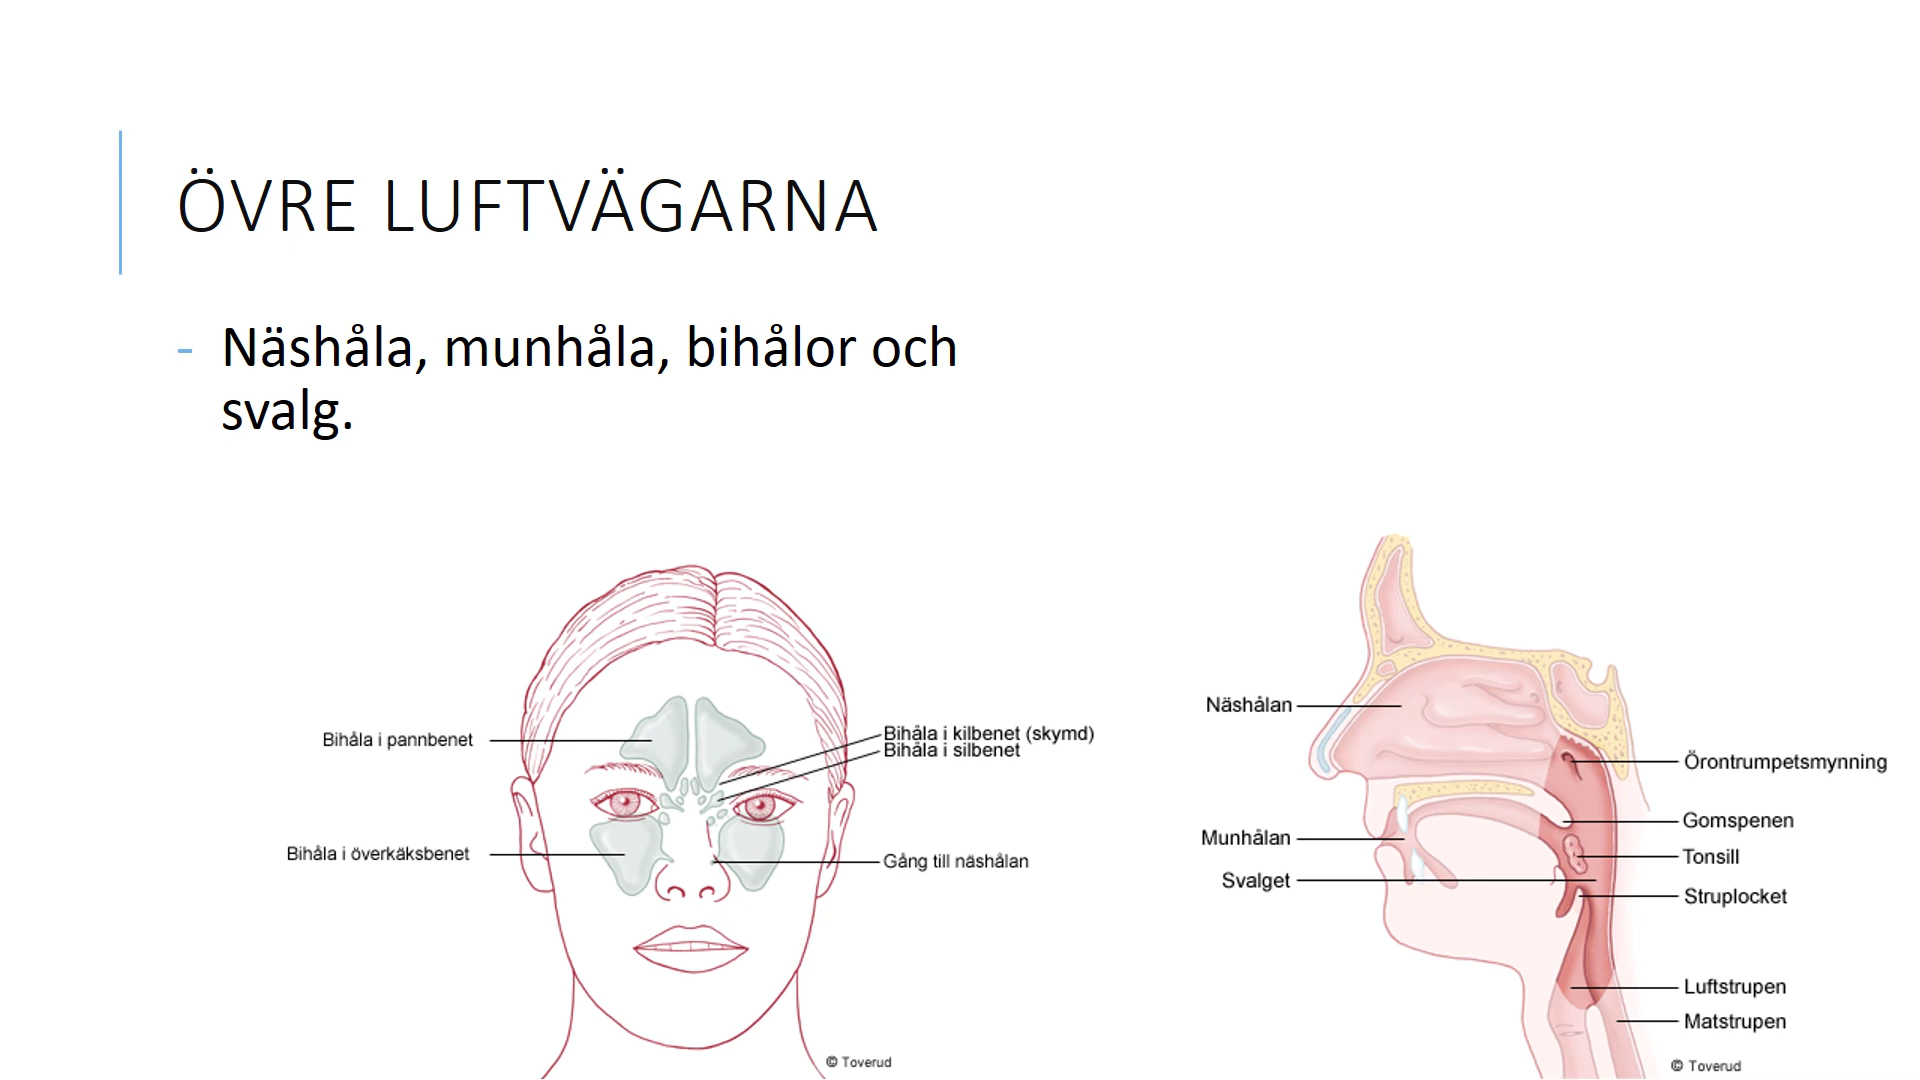 ÖVRE LUFTVÄGARNA
- Näshåla, munhåla, bihålor och
svalg.
Bihåla i pannbenet
Bihåla i överkäksbenet
Bihåla i kilbenet (skymd)
Bihåla i silbenet
Gång till näshålan
© Toverud
Näshålan
Munhålan
Svalget
Örontrumpetsmynning
Gomspenen
Tonsill
Struplocket
Luftstrupen
Matstrupen
© Toverud